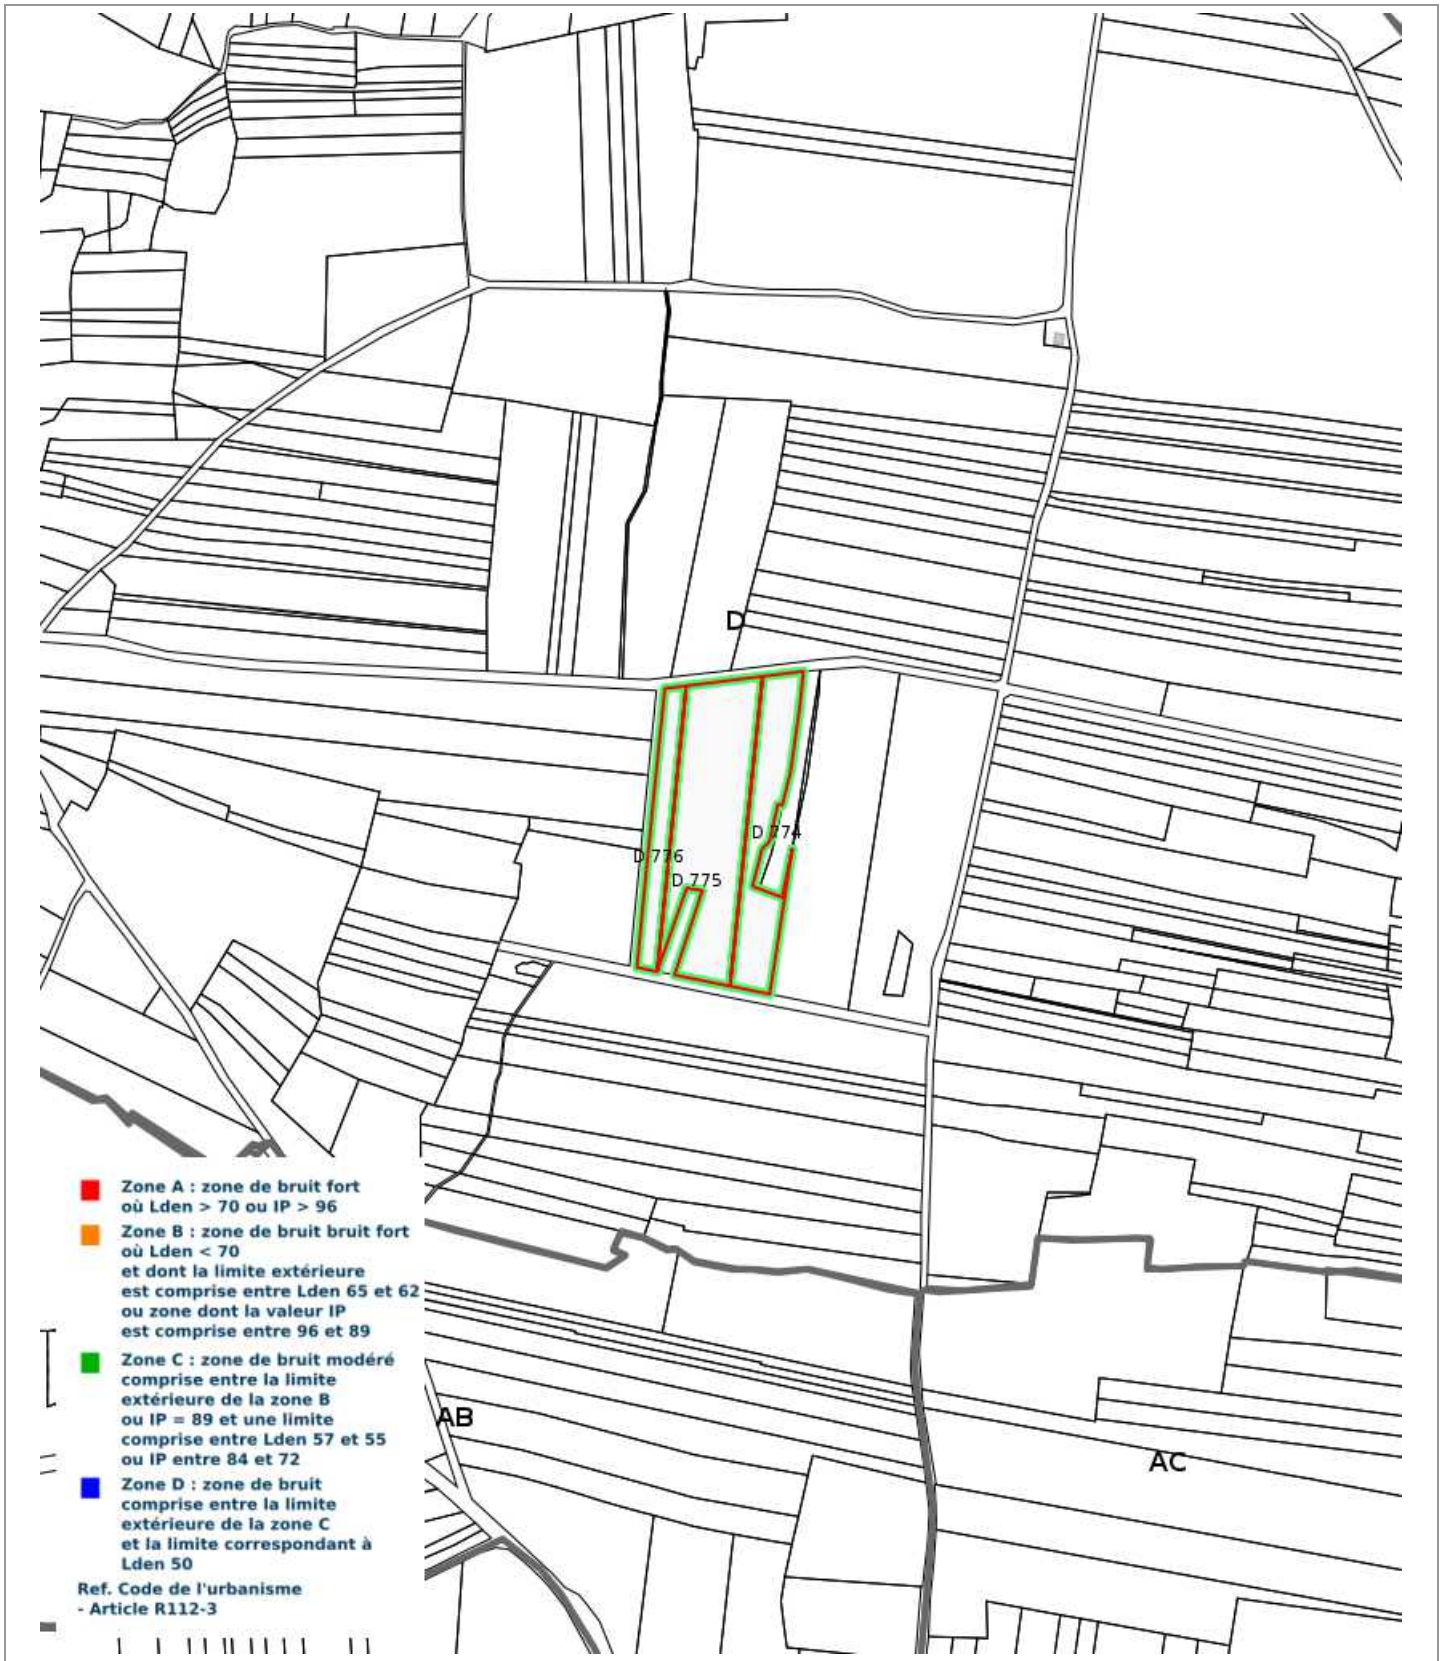 D
D 774
D 776
D 775
Zone A : zone de bruit fort
où Lden > 70 ou IP > 96
Zone B : zone de bruit bruit fort
où Lden < 70
et dont la limite extérieure
est comprise entre Lden 65 et 62
ou zone dont la valeur IP
est comprise entre 96 et 89
Zone C : zone de bruit modéré
comprise entre la limite
extérieure de la zone B
ou IP = 89 et une limite
comprise entre Lden 57 et 55
ou IP entre 84 et 72
AB
AC
Zone D : zone de bruit
comprise entre la limite
extérieure de la zone C
et la limite correspondant à
Lden 50
Ref. Code de l'urbanisme
- Article R112-3